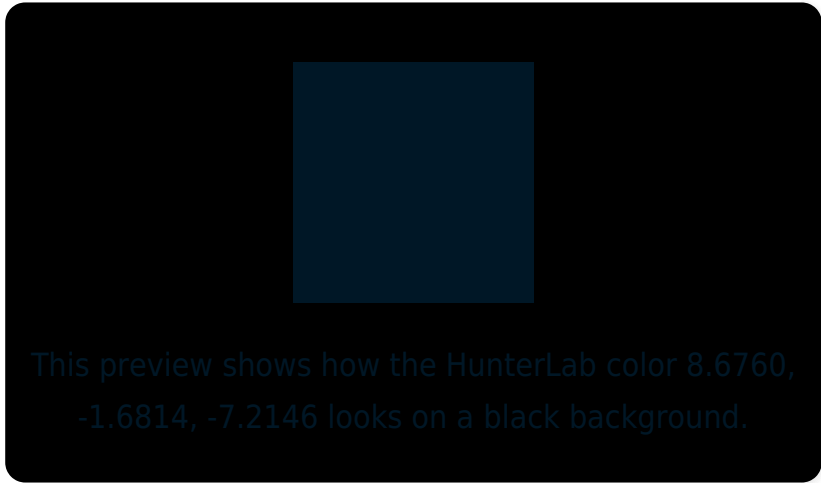 This preview shows how the HunterLab color 8.6760,
-1.6814, -7.2146 looks on a black background.